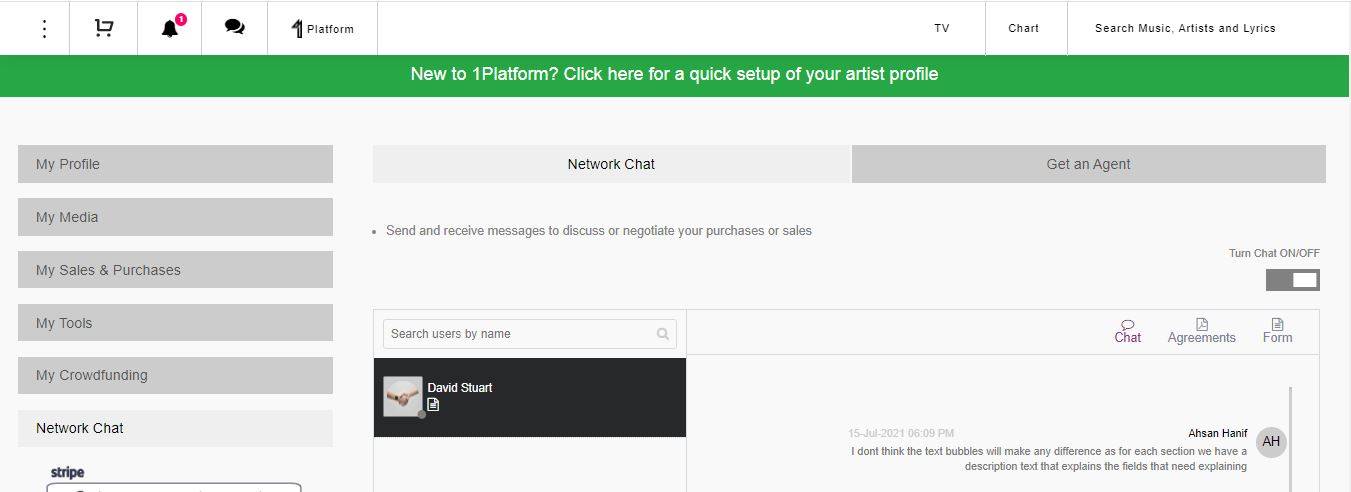 1
Platform
TV
Chart
Search Music, Artists and Lyrics
New to 1Platform? Click here for a quick setup of your artist profile
My Profile
My Media
My Sales & Purchases
My Tools
My Crowdfunding
Network Chat
stripe
Network Chat
Get an Agent
Send and receive messages to discuss or negotiate your purchases or sales
Turn Chat ON/OFF
Search users by name
David Stuart
Chat
Agreements
Form
15-Jul-2021 06:09 PM
Ahsan Hanif
AH
I dont think the text bubbles will make any difference as for each section we have a
description text that explains the fields that need explaining